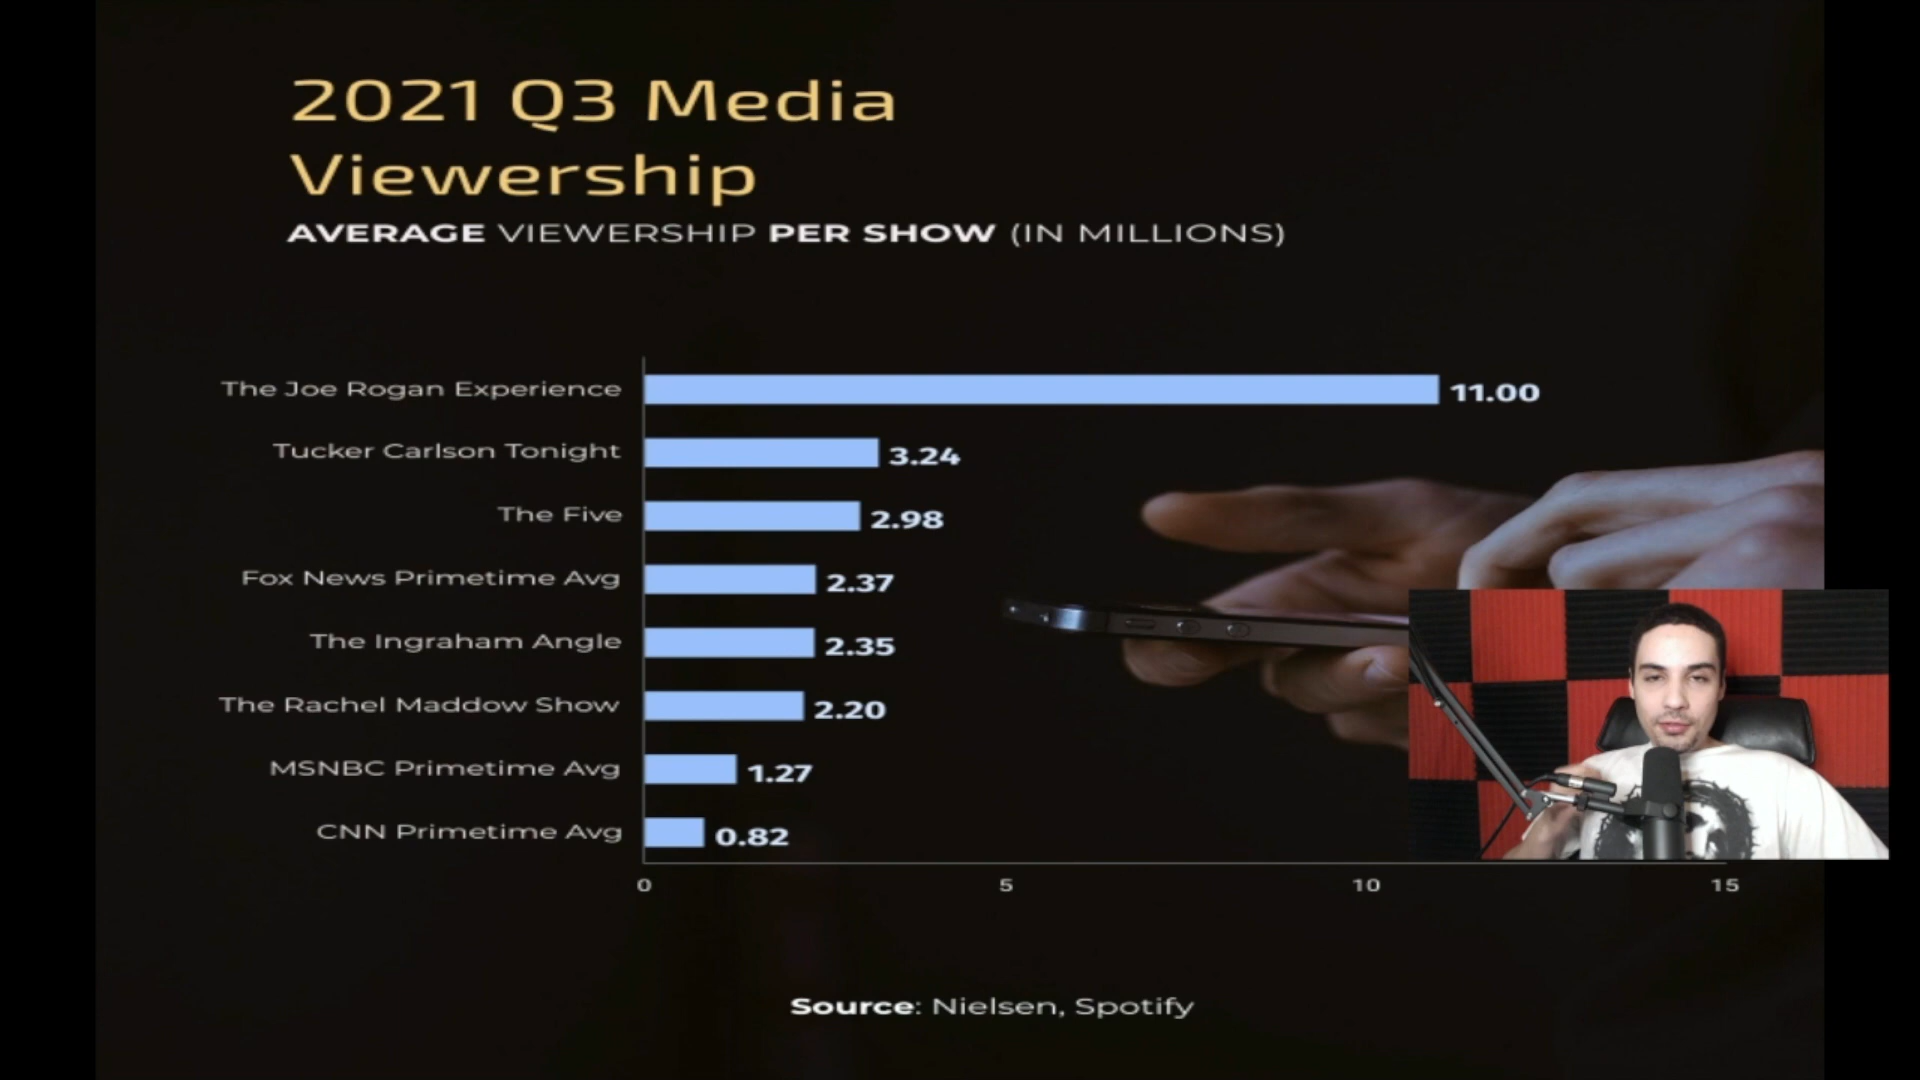 2021 Q3 Media
Viewership
AVERAGE VIEWERSHIP PER SHOW (IN MILLIONS)
The Joe Rogan Experience 11.00
Tucker Carlson Tonight 3.24
The Five 2.98
Fox News Primetime Avg 2.37
The Ingraham Angle 2.35
The Rachel Maddow Show 2.20
MSNBC Primetime Avg 1.27
CNN Primetime Avg 0.82
0 5 10 15
Source: Nielsen, Spotify